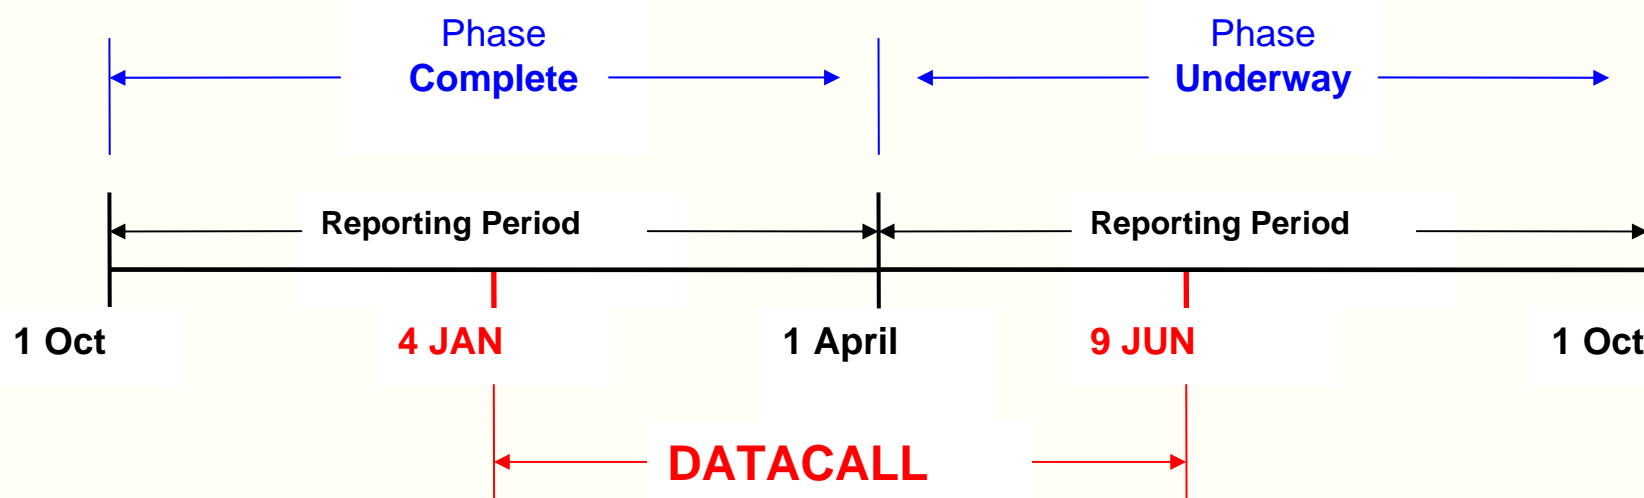 Phase
Complete
Phase
Underway
Reporting Period
Reporting Period
1 Oct
4 JAN
1 April
9 JUN
1 Oct
DATACALL